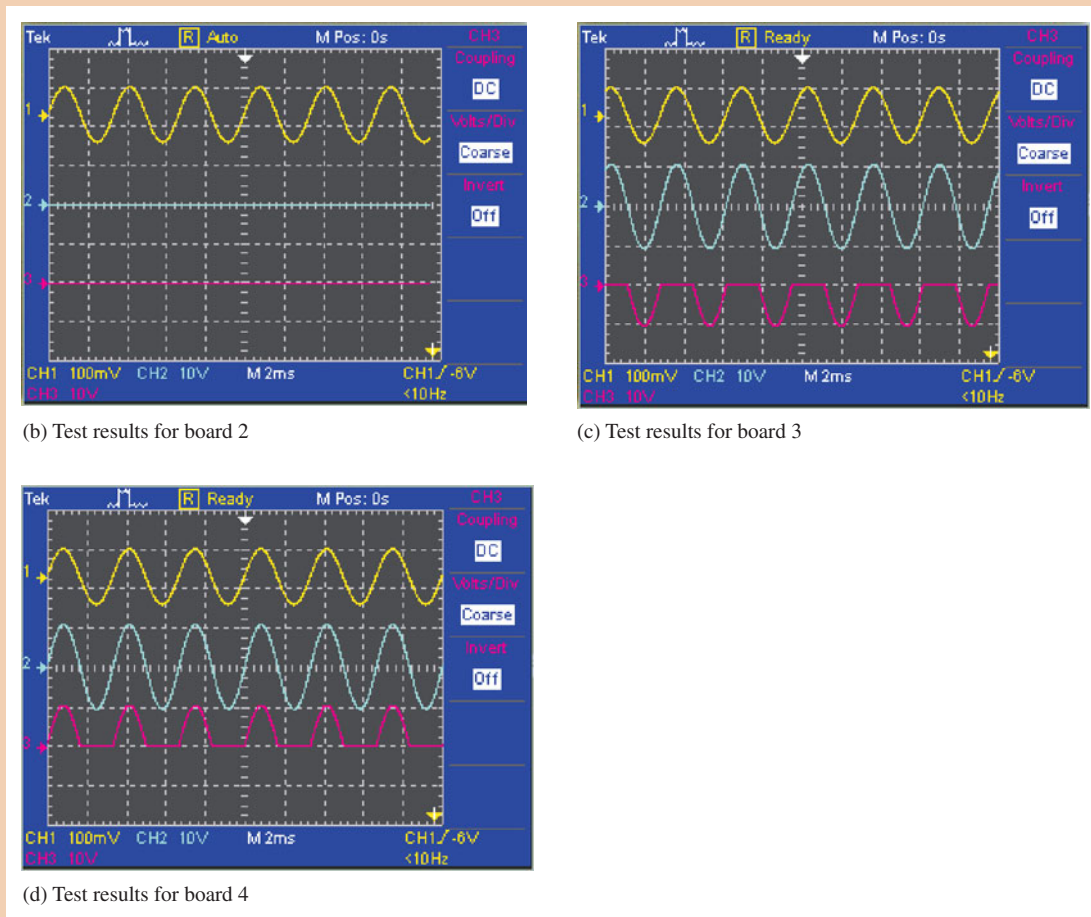 Tek R Auto M Pos: 0s CH3
Coupling
1 DC
Volts/Div
Coarse
Invert
2 Off
3
CH1 100mV CH2 10V M 2ms CH1 -6V
CH3 10V <10Hz
(b) Test results for board 2
Tek R Ready M Pos: 0s CH3
Coupling
1 DC
Volts/Div
Coarse
Invert
2 Off
3
CH1 100mV CH2 10V M 2ms CH1 -6V
CH3 10V <10Hz
(c) Test results for board 3
Tek R Ready M Pos: 0s CH3
Coupling
1 DC
Volts/Div
Coarse
Invert
2 Off
3
CH1 100mV CH2 10V M 2ms CH1 -6V
CH3 10V <10Hz
(d) Test results for board 4